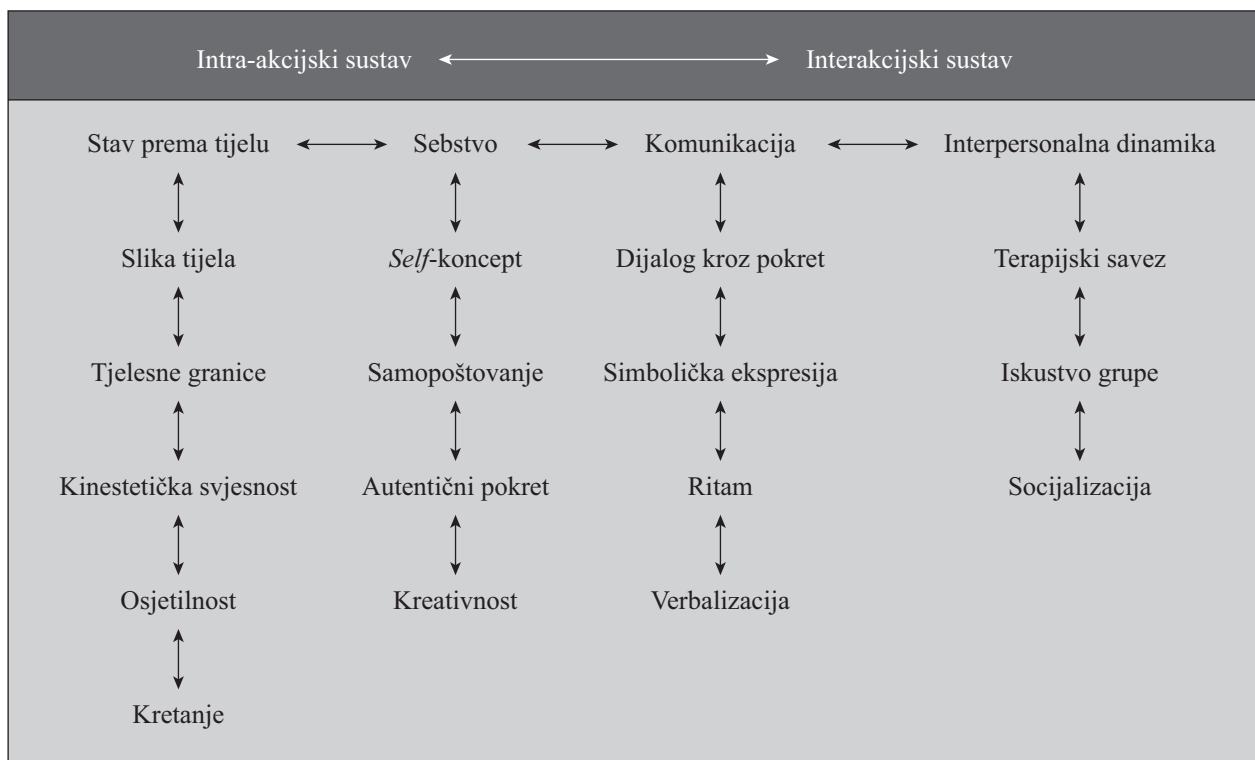 Intra-akcijski sustav Interakcijski sustav
Stav prema tijelu Sebstvo Komunikacija Interpersonalna dinamika
Slika tijela Self-koncept Dijalog kroz pokret Terapijski savez
Tjelesne granice Samopoštovanje Simbolička ekspresija Iskustvo grupe
Kinestetička svjesnost Autentični pokret Ritam Socijalizacija
Osjetilnost Kreativnost Verbalizacija
Kretanje